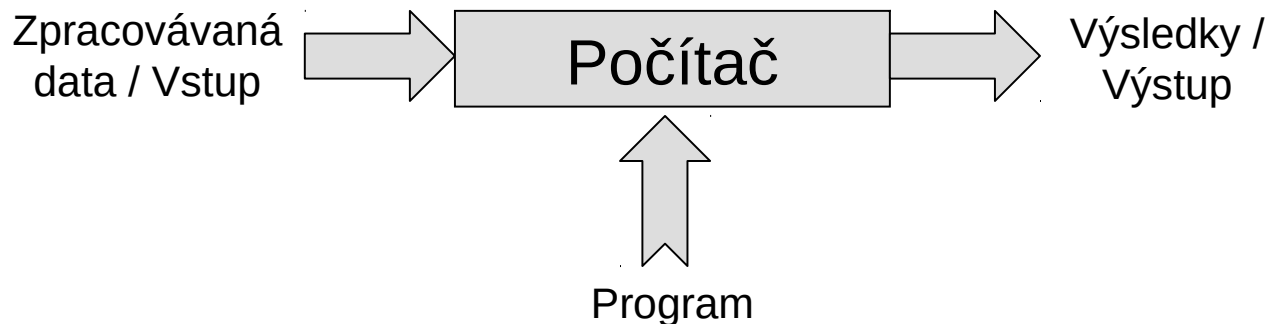 Zpracovávaná
data / Vstup
Počítač
Výsledky /
Výstup
Program